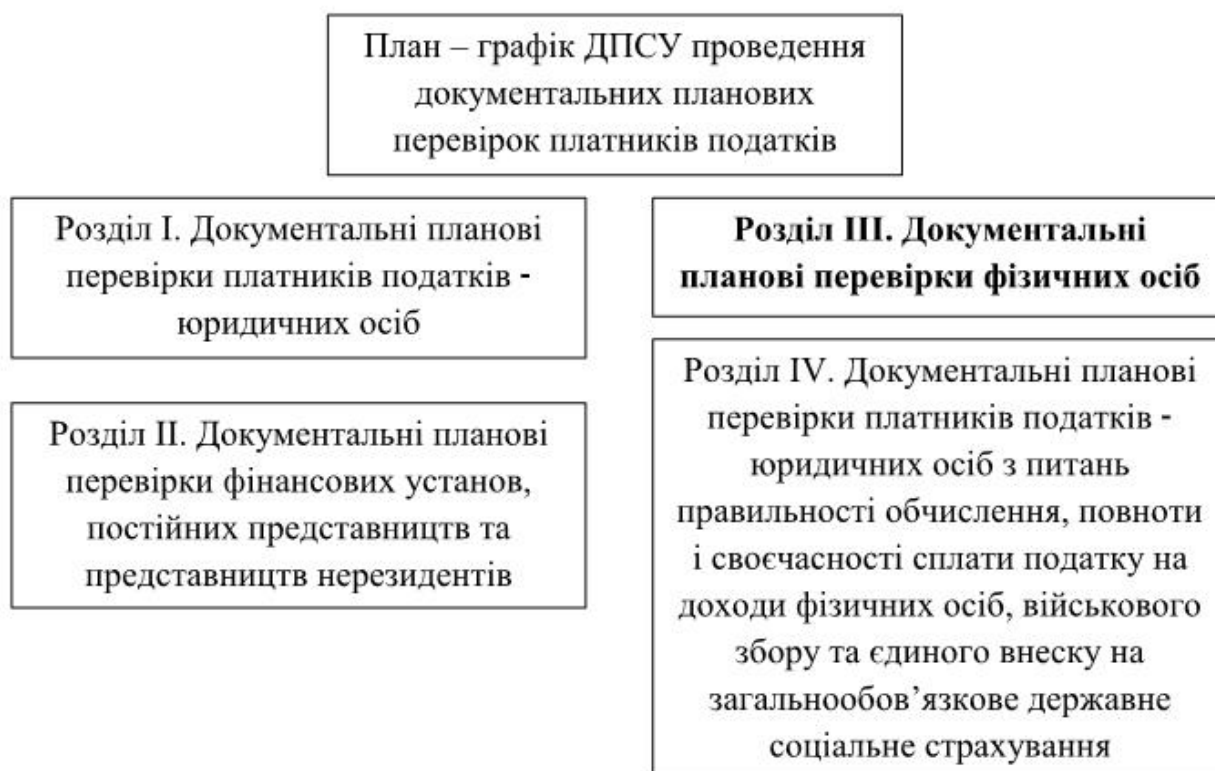 План – графік ДПСУ проведення
документальних планових
перевірок платників податків
Розділ І. Документальні планові
перевірки платників податків -
юридичних осіб
Розділ ІІ. Документальні планові
перевірки фінансових установ,
постійних представництв та
представництв нерезидентів
Розділ ІІІ. Документальні
планові перевірки фізичних осіб
Розділ IV. Документальні планові
перевірки платників податків -
юридичних осіб з питань
правильності обчислення, повноти
і своєчасності сплати податку на
доходи фізичних осіб, військового
збору та єдиного внеску на
загальнообов’язкове державне
соціальне страхування